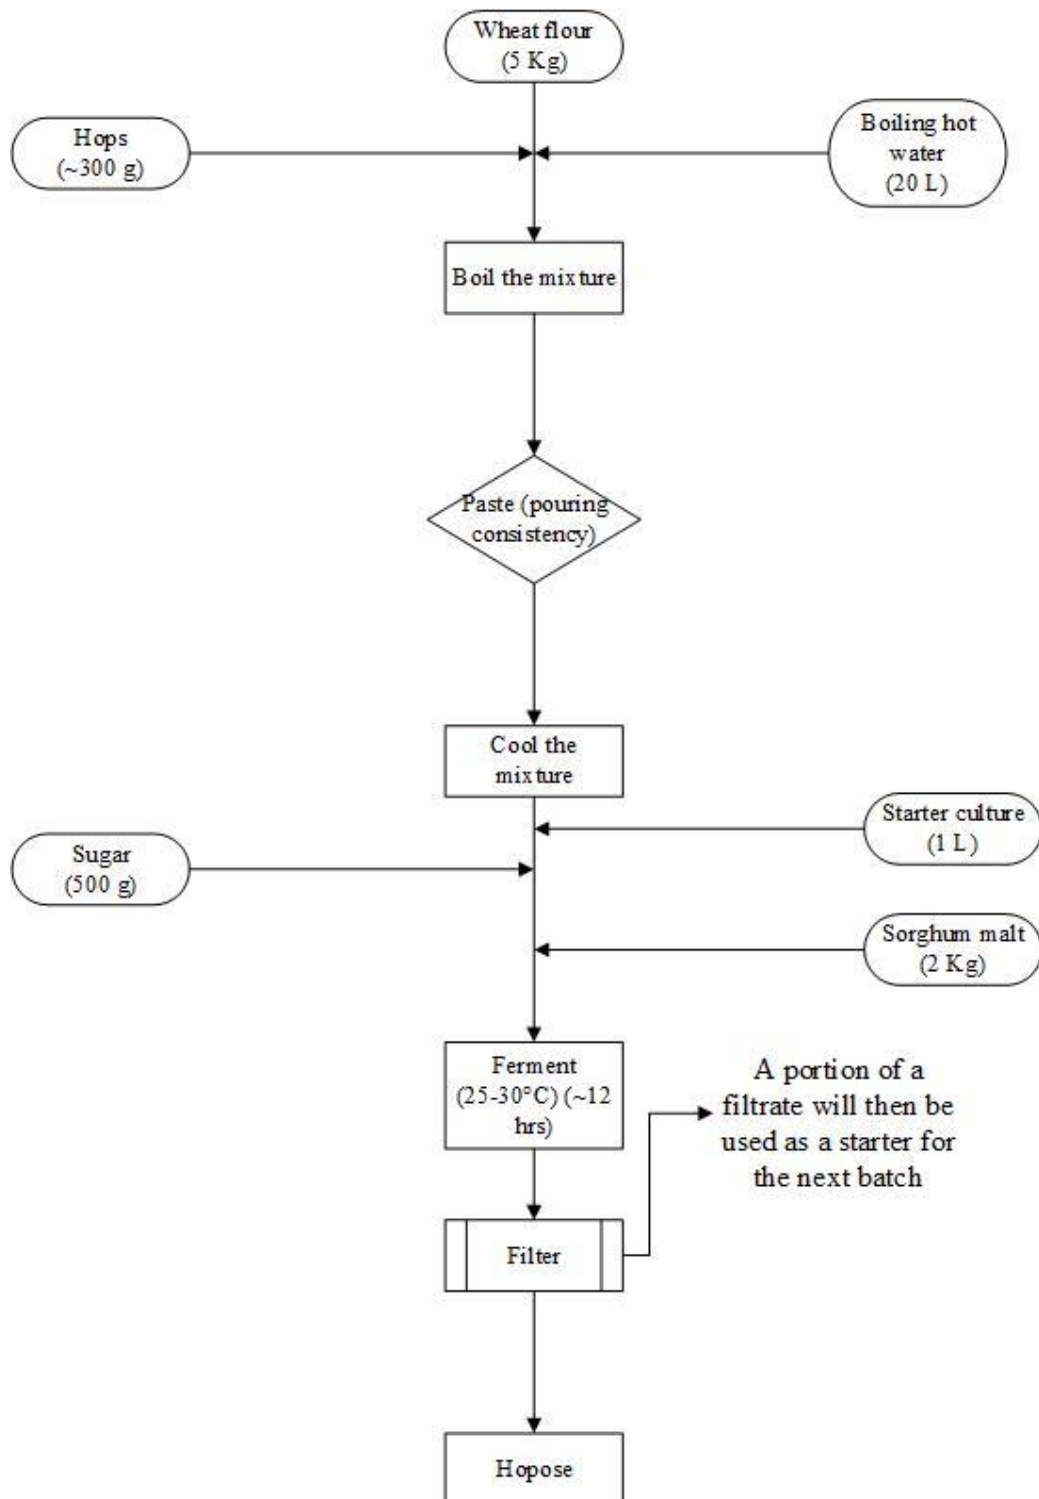 Wheat flour
(5 Kg)
Hops
(~300 g)
Boiling hot
water
(20 L)
Boil the mixture
Paste (pouring
consistency)
Cool the
mixture
Starter culture
(1 L)
Sugar
(500 g)
Sorghum malt
(2 Kg)
Ferment
(25-30°C) (~12
hrs)
A portion of a
filtrate will then be
used as a starter for
the next batch
Filter
Hopose